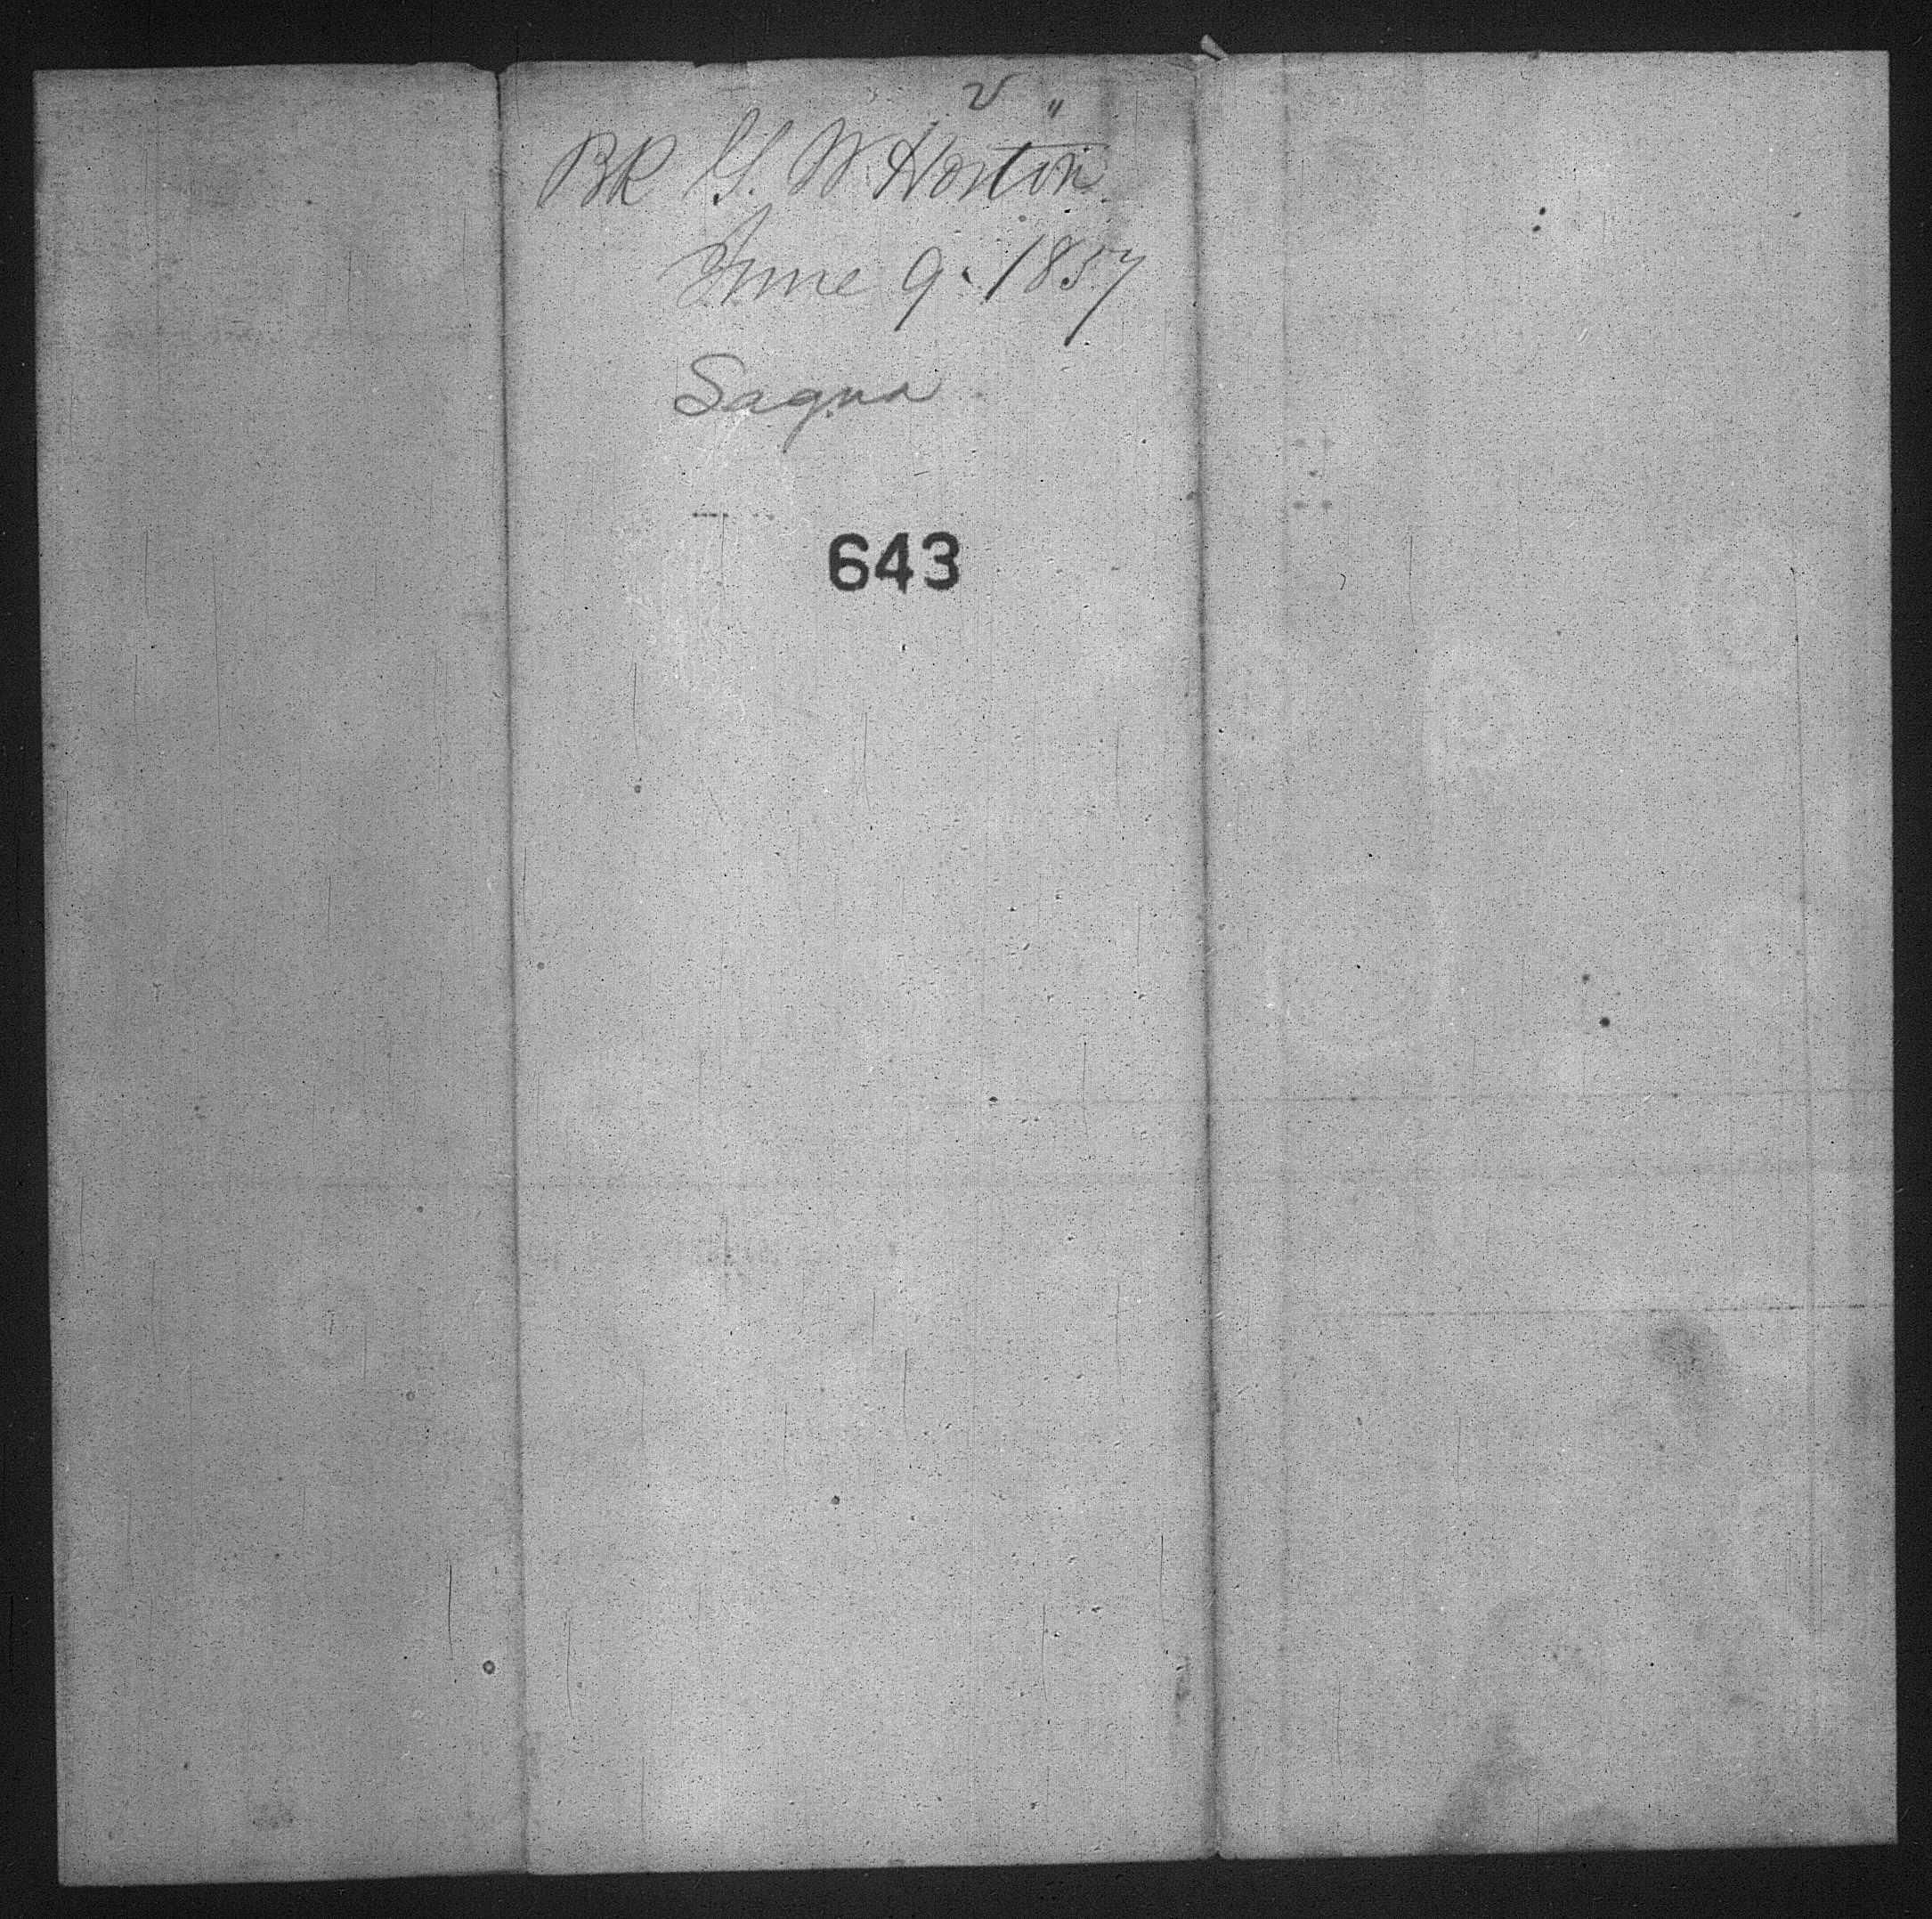 v "
BK G. W. Horton
June 9. 1857
Sagua
643